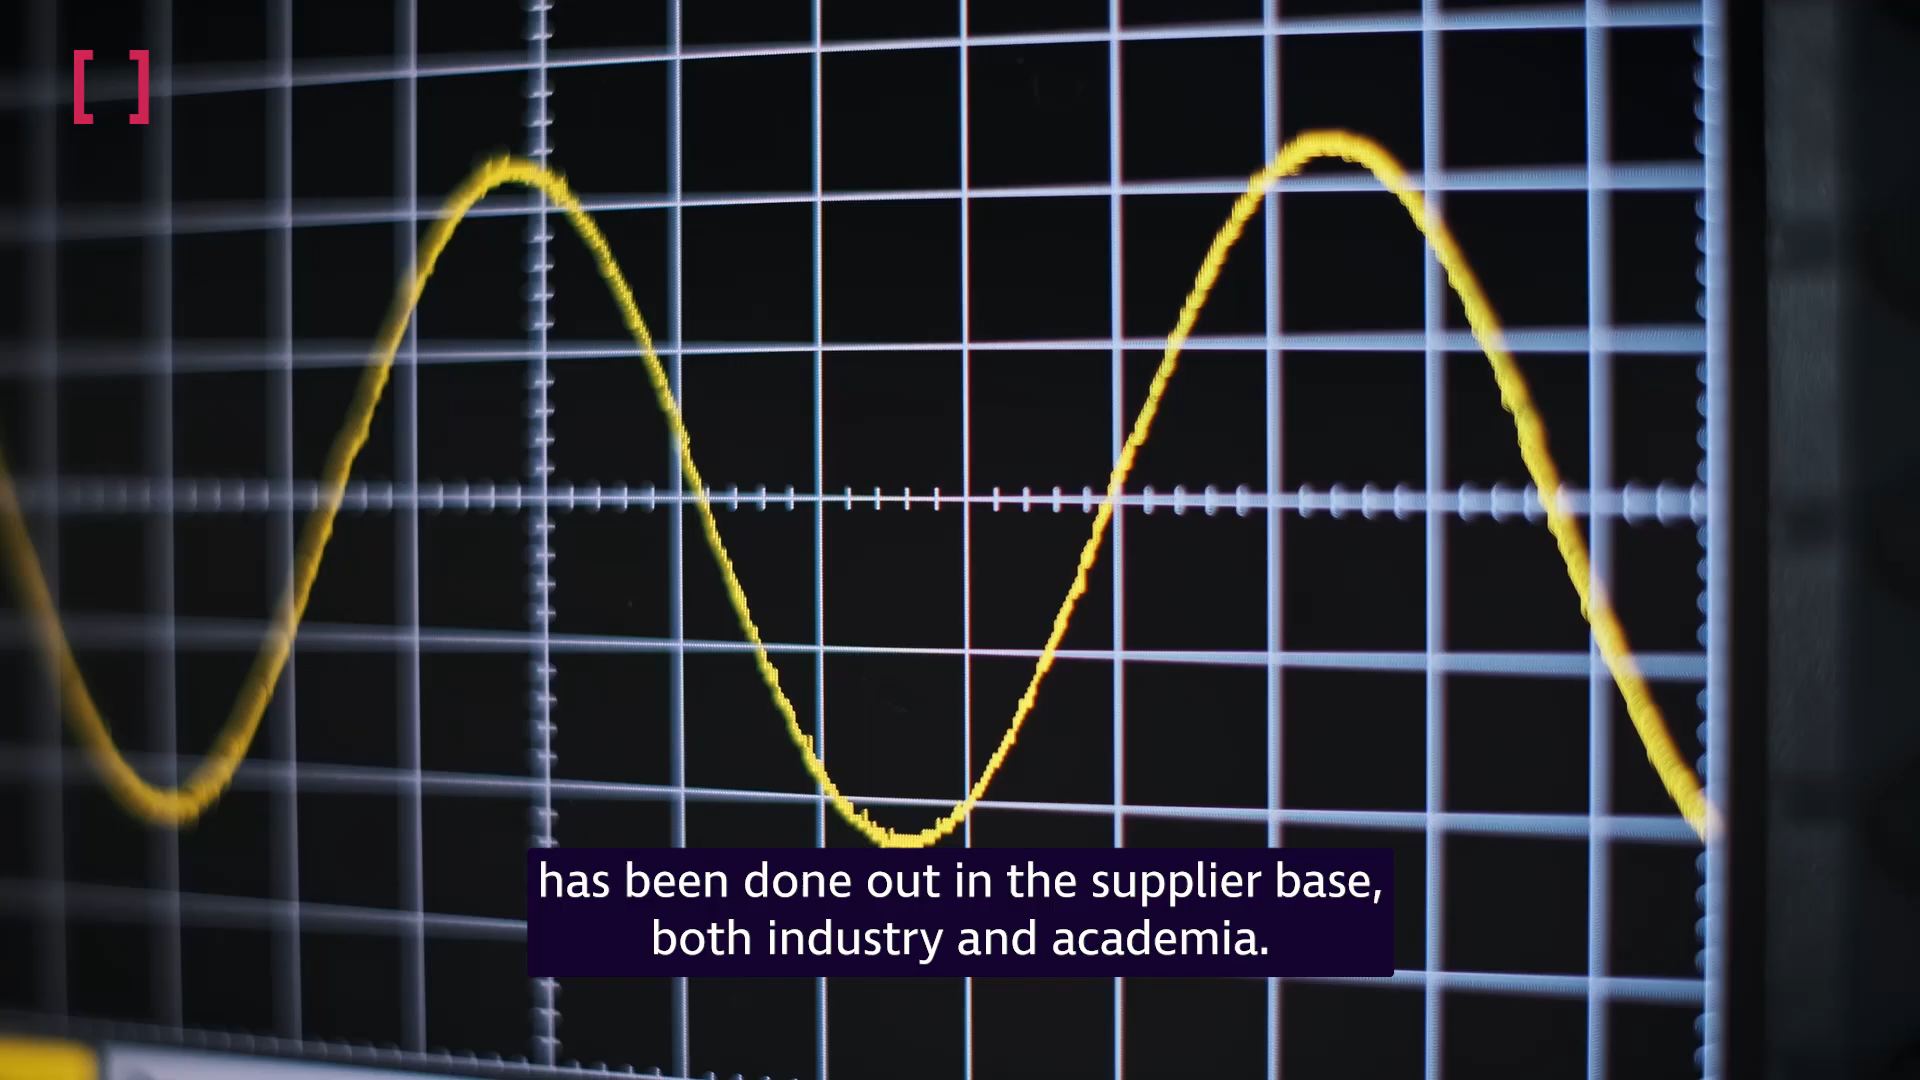 [ ]
has been done out in the supplier base,
both industry and academia.